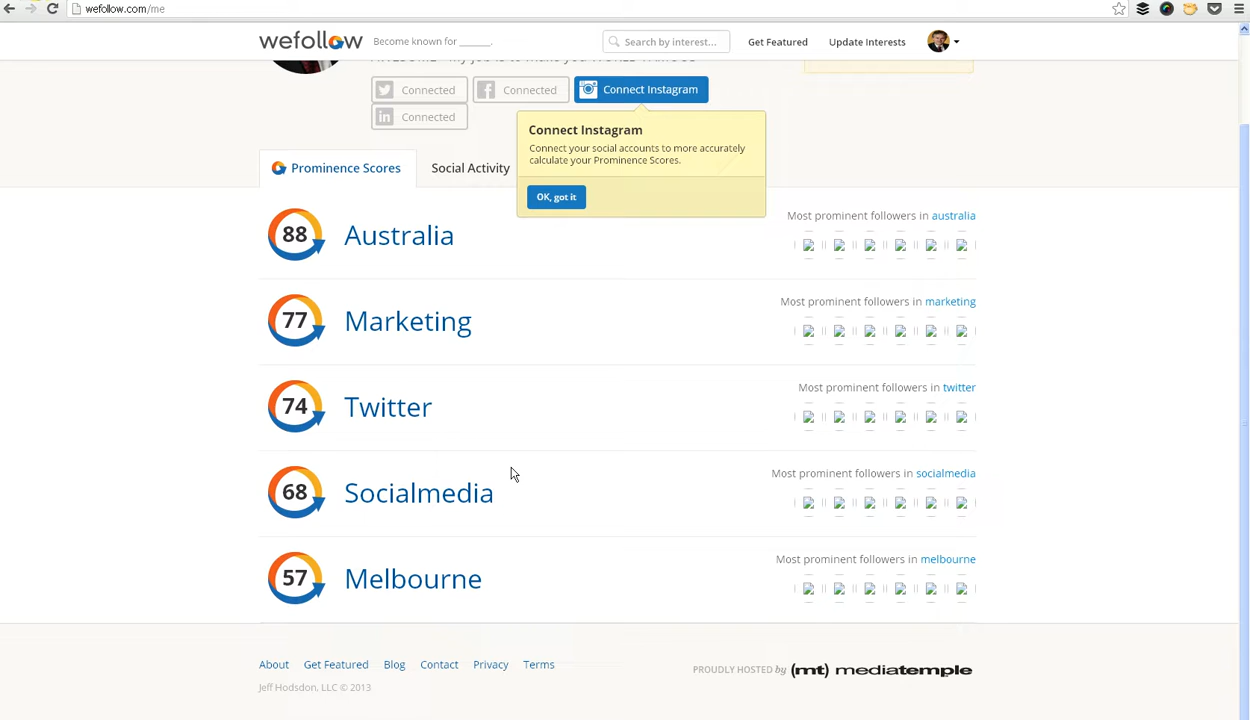 wefollow.com/me
wefollow
Become known for ______.
Search by interest...
Get Featured
Update Interests
Connected
Connected
Connect Instagram
Connected
Connect Instagram
Connect your social accounts to more accurately
calculate your Prominence Scores.
OK, got it
Prominence Scores
Social Activity
88
Australia
Most prominent followers in australia
77
Marketing
Most prominent followers in marketing
74
Twitter
Most prominent followers in twitter
68
Socialmedia
Most prominent followers in socialmedia
57
Melbourne
Most prominent followers in melbourne
About
Get Featured
Blog
Contact
Privacy
Terms
PROUDLY HOSTED by (mt) mediatemple
Jeff Hodsdon, LLC © 2013